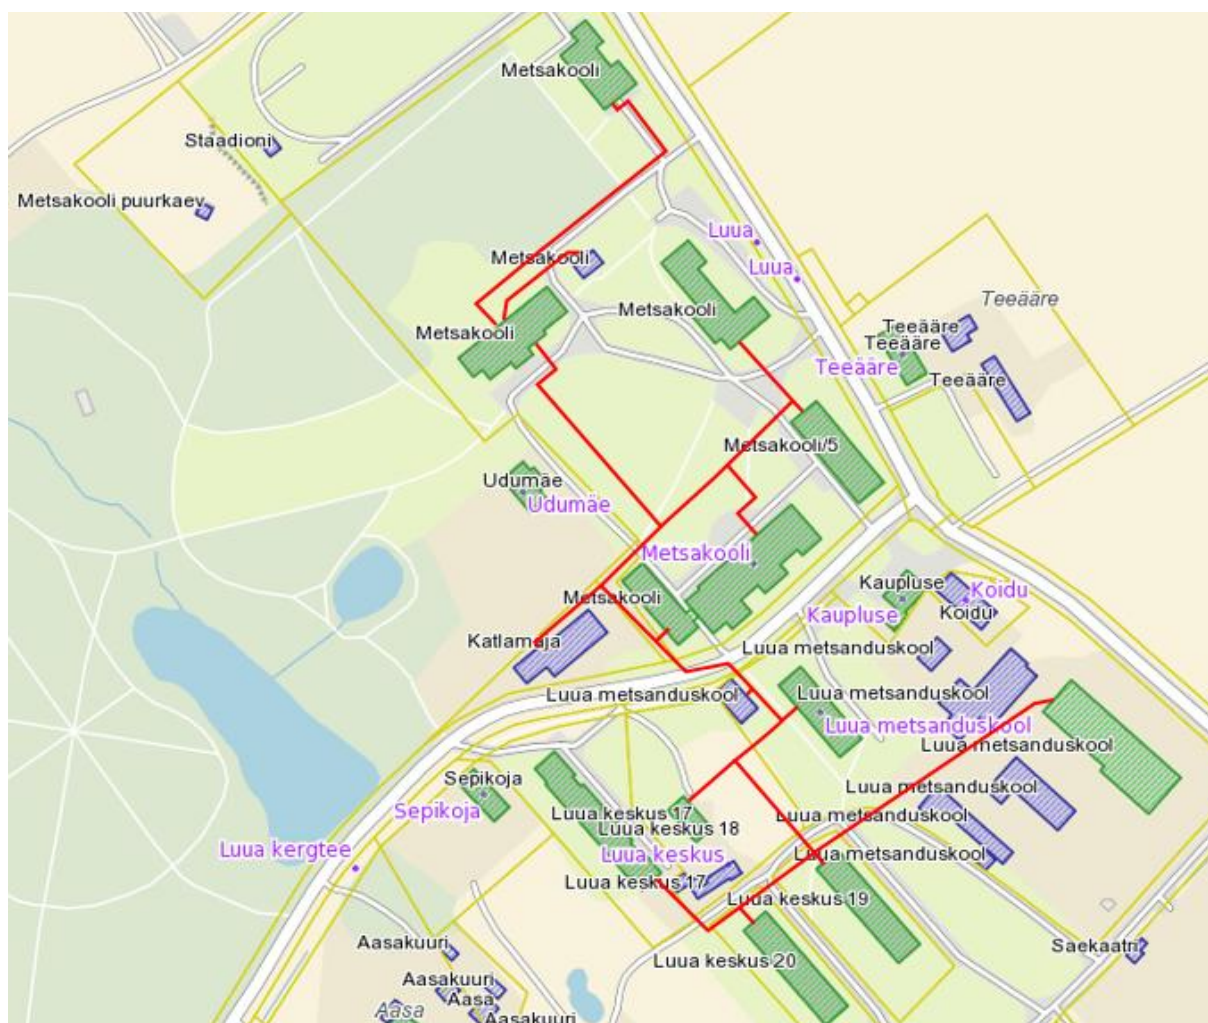 Metsakooli
Staadioni
Metsakooli puurkaev
Luua
Metsakooli
Luua
Teeääre
Metsakooli
Metsakooli
Teeääre
Teeääre
Teeääre
Teeääre
Metsakooli/5
Udumäe
Udumäe
Metsakooli
Kaupluse
Koidu
Metsakooli
Kaupluse
Koidu
Katlamaja
Luua metsanduskool
Luua metsanduskool
Luua metsanduskool
Luua metsanduskool
Luua metsanduskool
Sepikoja
Luua metsanduskool
Sepikoja
Luua keskus 17
Luua metsanduskool
Luua keskus 18
Luua kergtee
Luua keskus
Luua metsanduskool
Luua keskus 17
Luua keskus 19
Aasakuuri
Saekaatri
Luua keskus 20
Aasakuuri
Aasa
Aasa
Aasakuuri